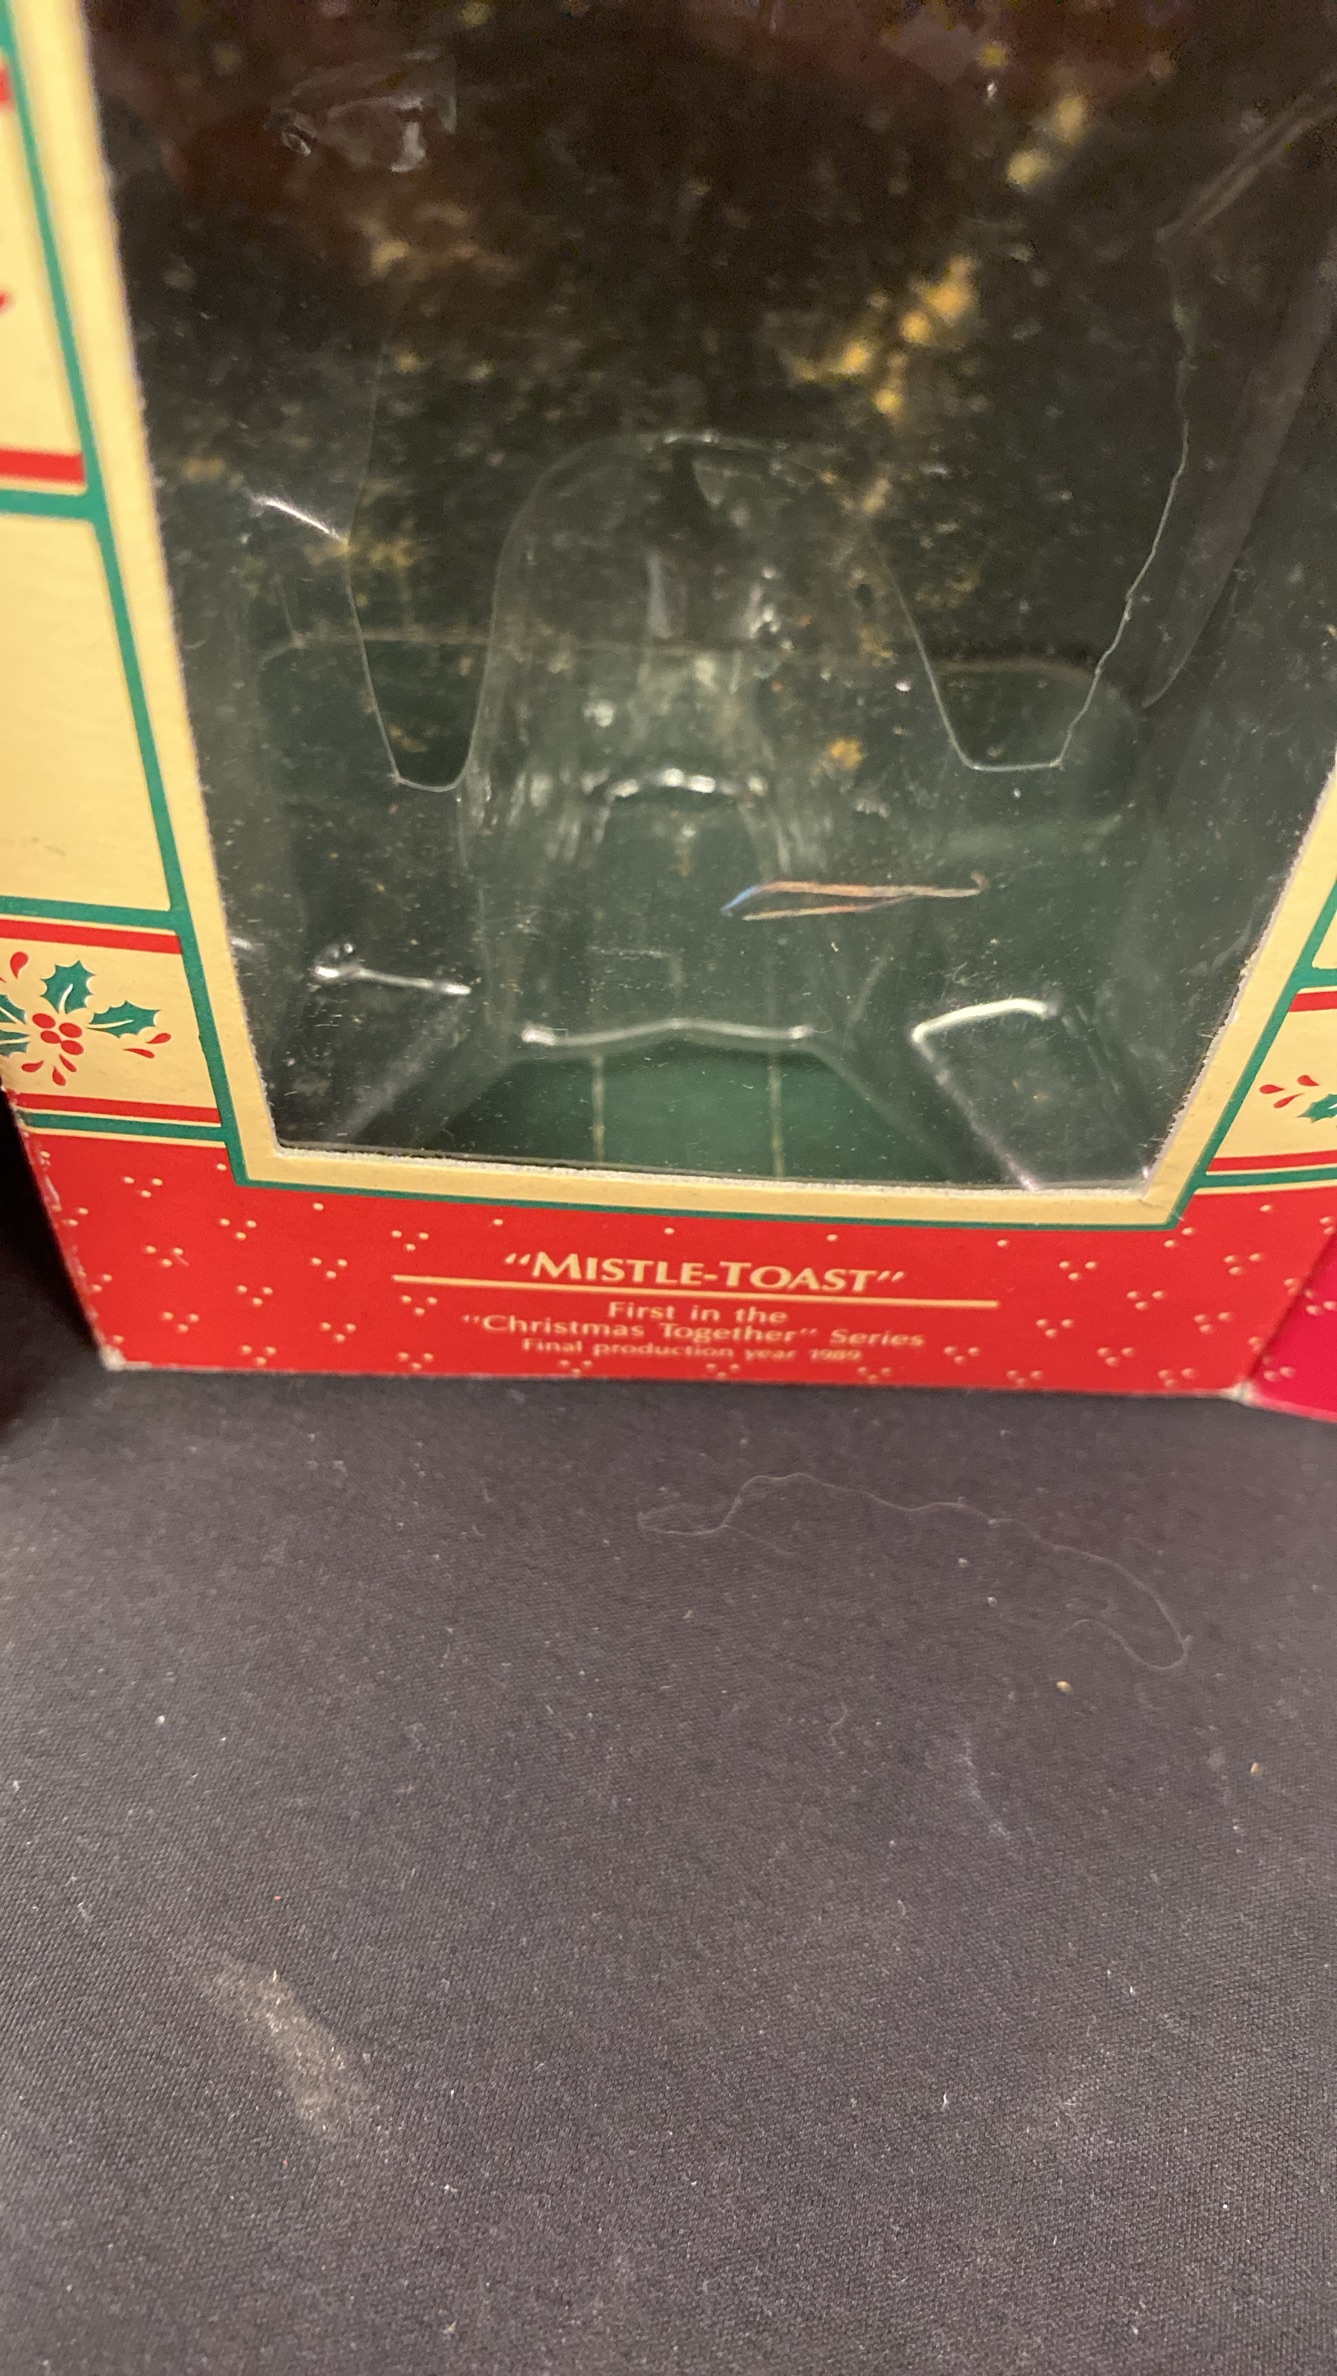 "MISTLE-TOAST"
First in the
"Christmas Together" Series
Final production year 1989